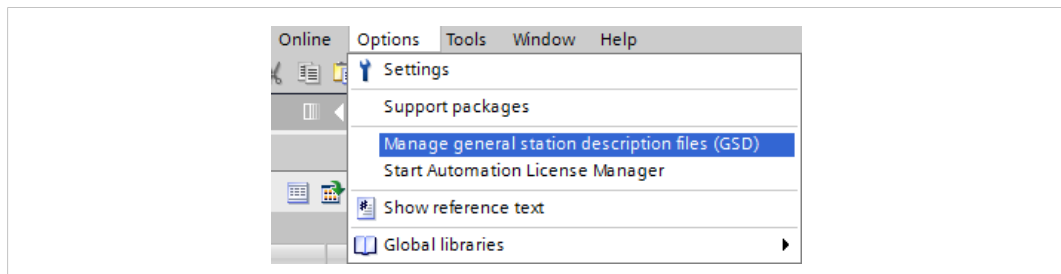 Online Options Tools Window Help
Settings
Support packages
Manage general station description files (GSD)
Start Automation License Manager
Show reference text
Global libraries